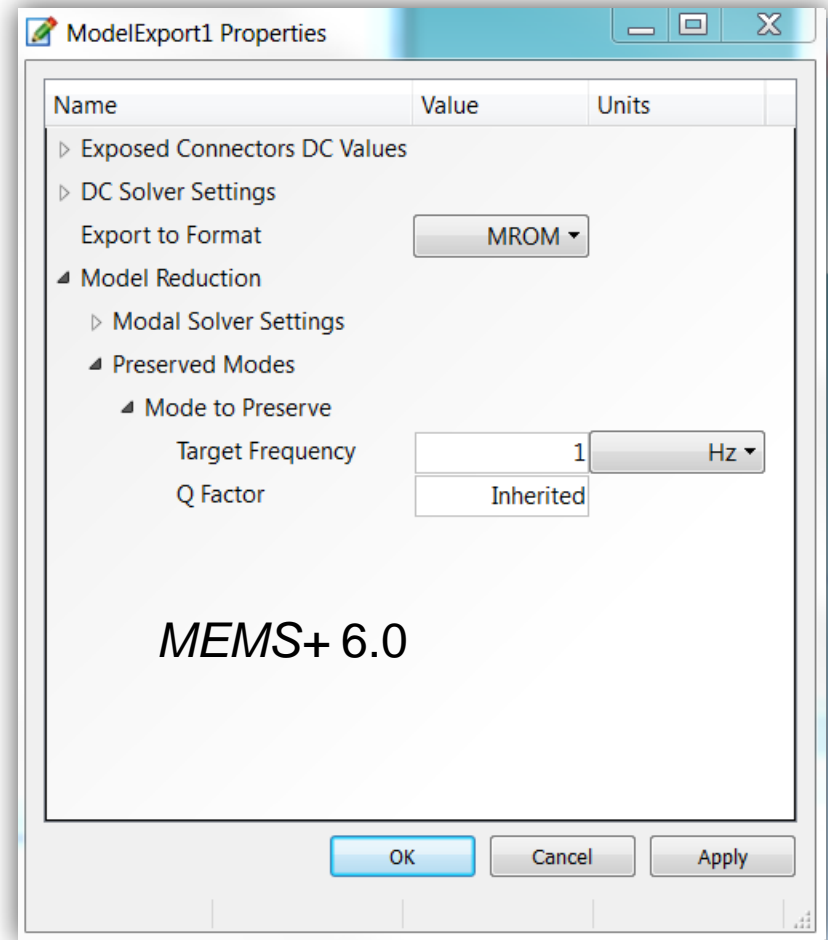 ModelExport1 Properties
Name Value Units
Exposed Connectors DC Values
DC Solver Settings
Export to Format MROM
Model Reduction
Modal Solver Settings
Preserved Modes
Mode to Preserve
Target Frequency 1 Hz
Q Factor Inherited
MEMS+ 6.0
OK Cancel Apply